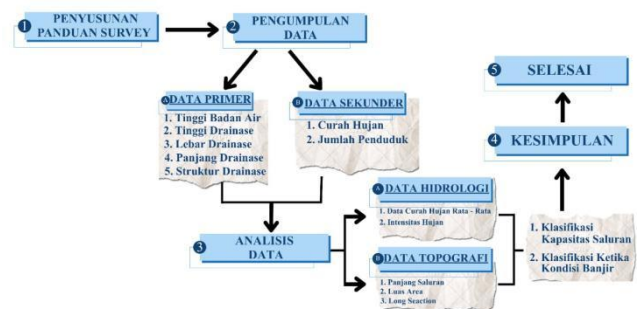 1 PENYUSUNAN
PANDUAN SURVEY
2 PENGUMPULAN
DATA
A DATA PRIMER
1. Tinggi Badan Air
2. Tinggi Drainase
3. Lebar Drainase
4. Panjang Drainase
5. Struktur Drainase
B DATA SEKUNDER
1. Curah Hujan
2. Jumlah Penduduk
3 ANALISIS
DATA
A DATA HIDROLOGI
1. Data Curah Hujan Rata - Rata
2. Intensitas Hujan
B DATA TOPOGRAFI
1. Panjang Saluran
2. Luas Area
3. Long Seaction
1. Klasifikasi
Kapasitas Saluran
2. Klasifikasi Ketika
Kondisi Banjir
4 KESIMPULAN
5 SELESAI